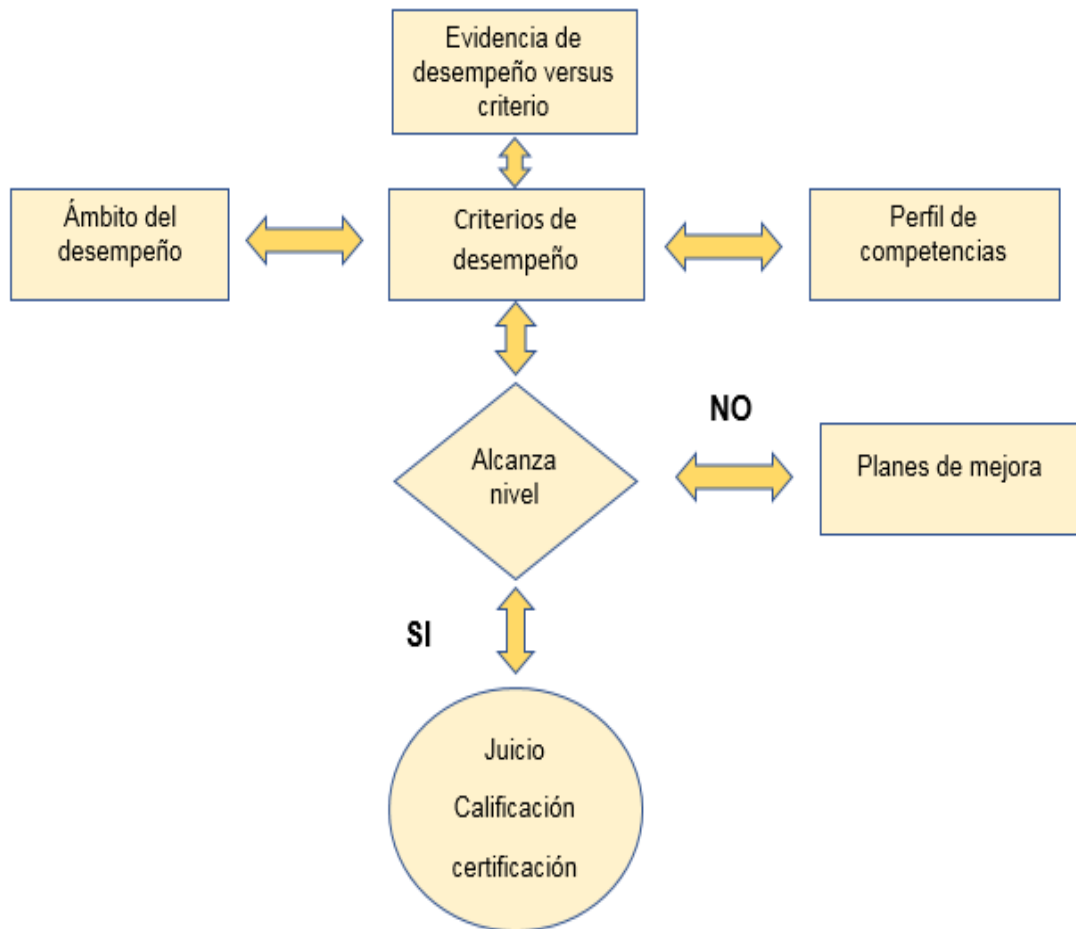 Evidencia de
desempeño versus
criterio
Ámbito del
desempeño
Criterios de
desempeño
Perfil de
competencias
Alcanza
nivel
NO
Planes de mejora
SI
Juicio
Calificación
certificación